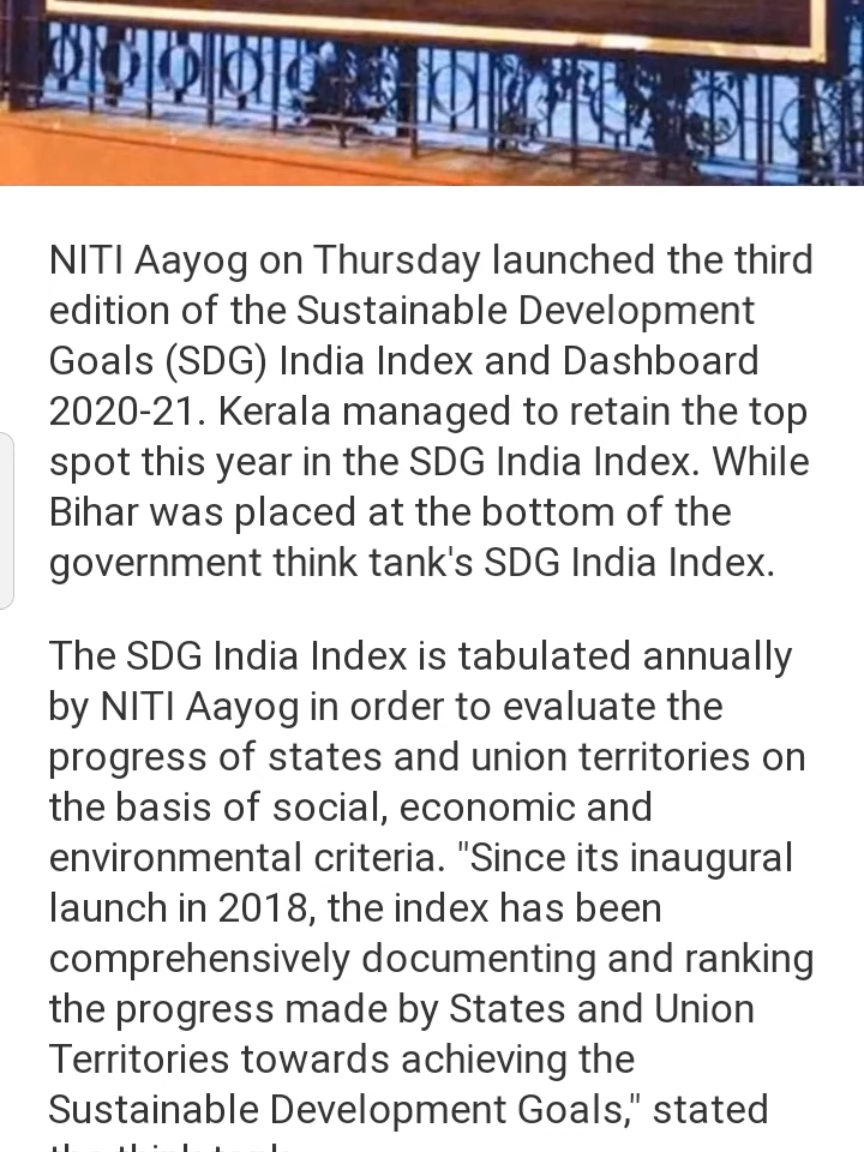 NITI Aayog on Thursday launched the third
edition of the Sustainable Development
Goals (SDG) India Index and Dashboard
2020-21. Kerala managed to retain the top
spot this year in the SDG India Index. While
Bihar was placed at the bottom of the
government think tank's SDG India Index.
The SDG India Index is tabulated annually
by NITI Aayog in order to evaluate the
progress of states and union territories on
the basis of social, economic and
environmental criteria. "Since its inaugural
launch in 2018, the index has been
comprehensively documenting and ranking
the progress made by States and Union
Territories towards achieving the
Sustainable Development Goals," stated